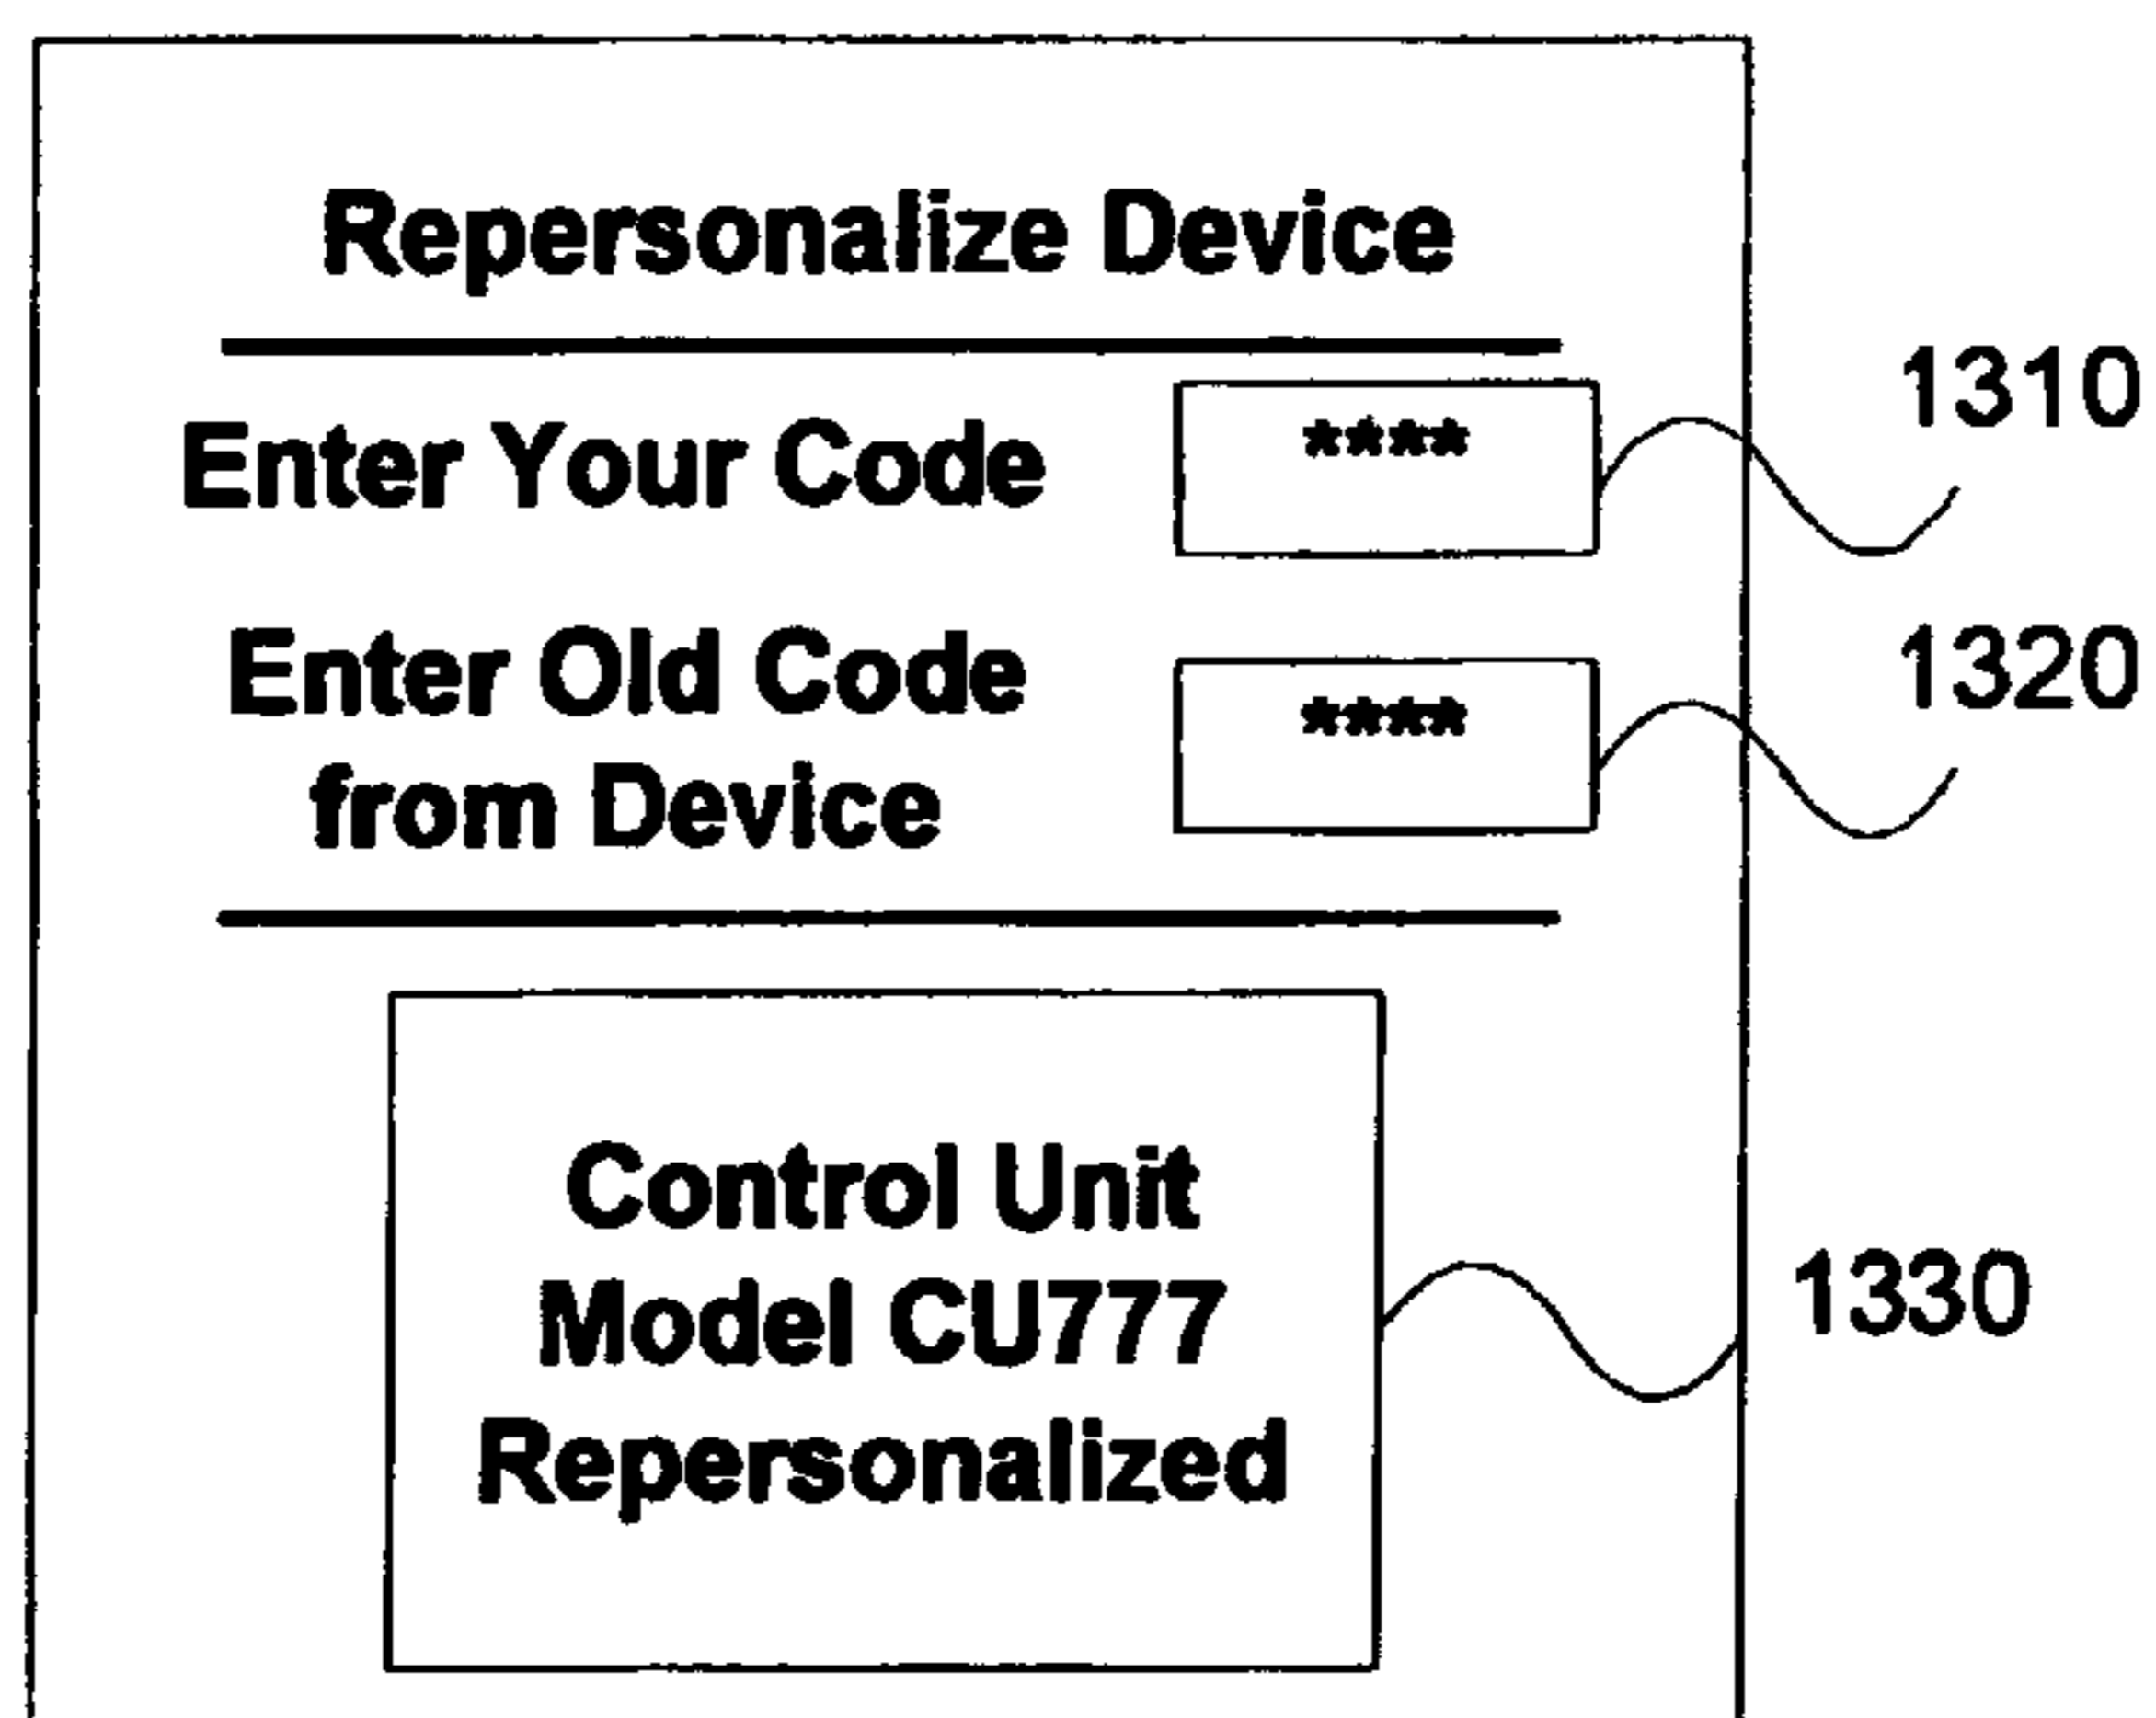 Repersonalize Device
Enter Your Code **** 1310
Enter Old Code
from Device **** 1320
Control Unit
Model CU777
Repersonalized
1330